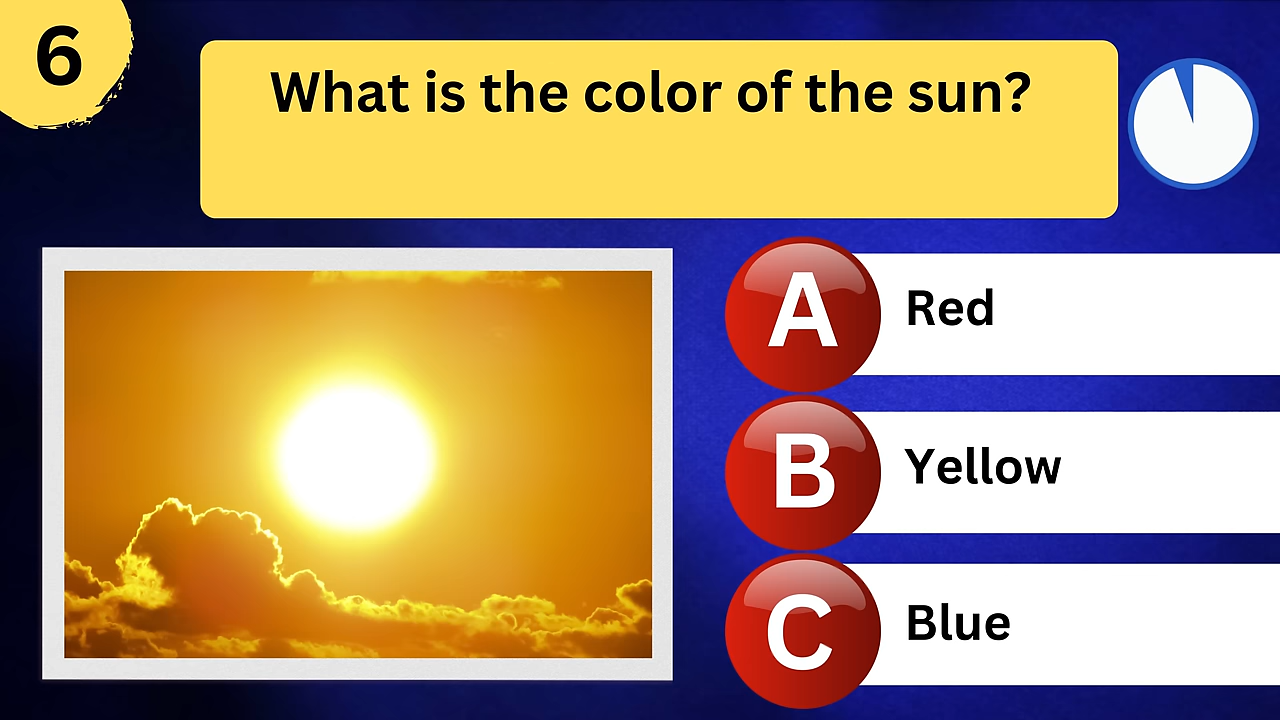 6
What is the color of the sun?
A
Red
B
Yellow
C
Blue